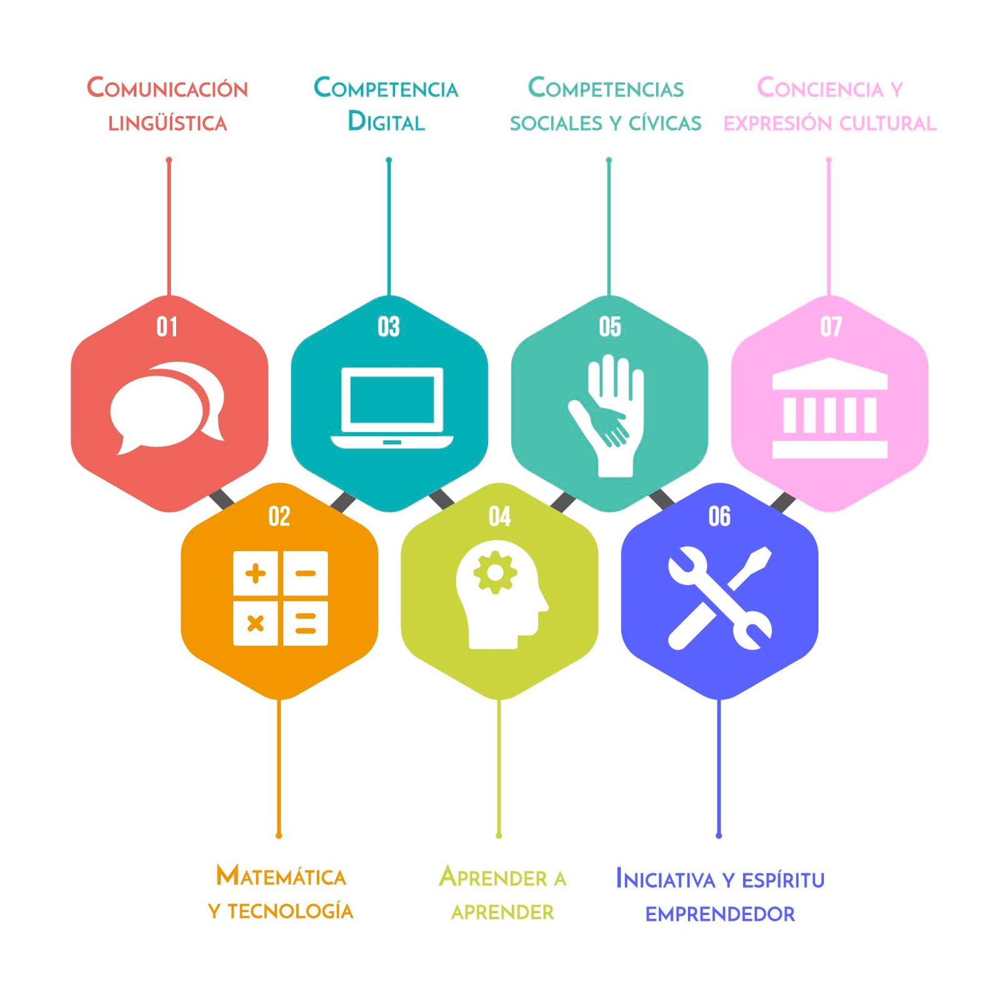 Comunicación
lingüística
Competencia
Digital
Competencias
sociales y cívicas
Conciencia y
expresión cultural
01
03
05
07
02
04
06
Matemática
y tecnología
Aprender a
aprender
Iniciativa y espíritu
emprendedor